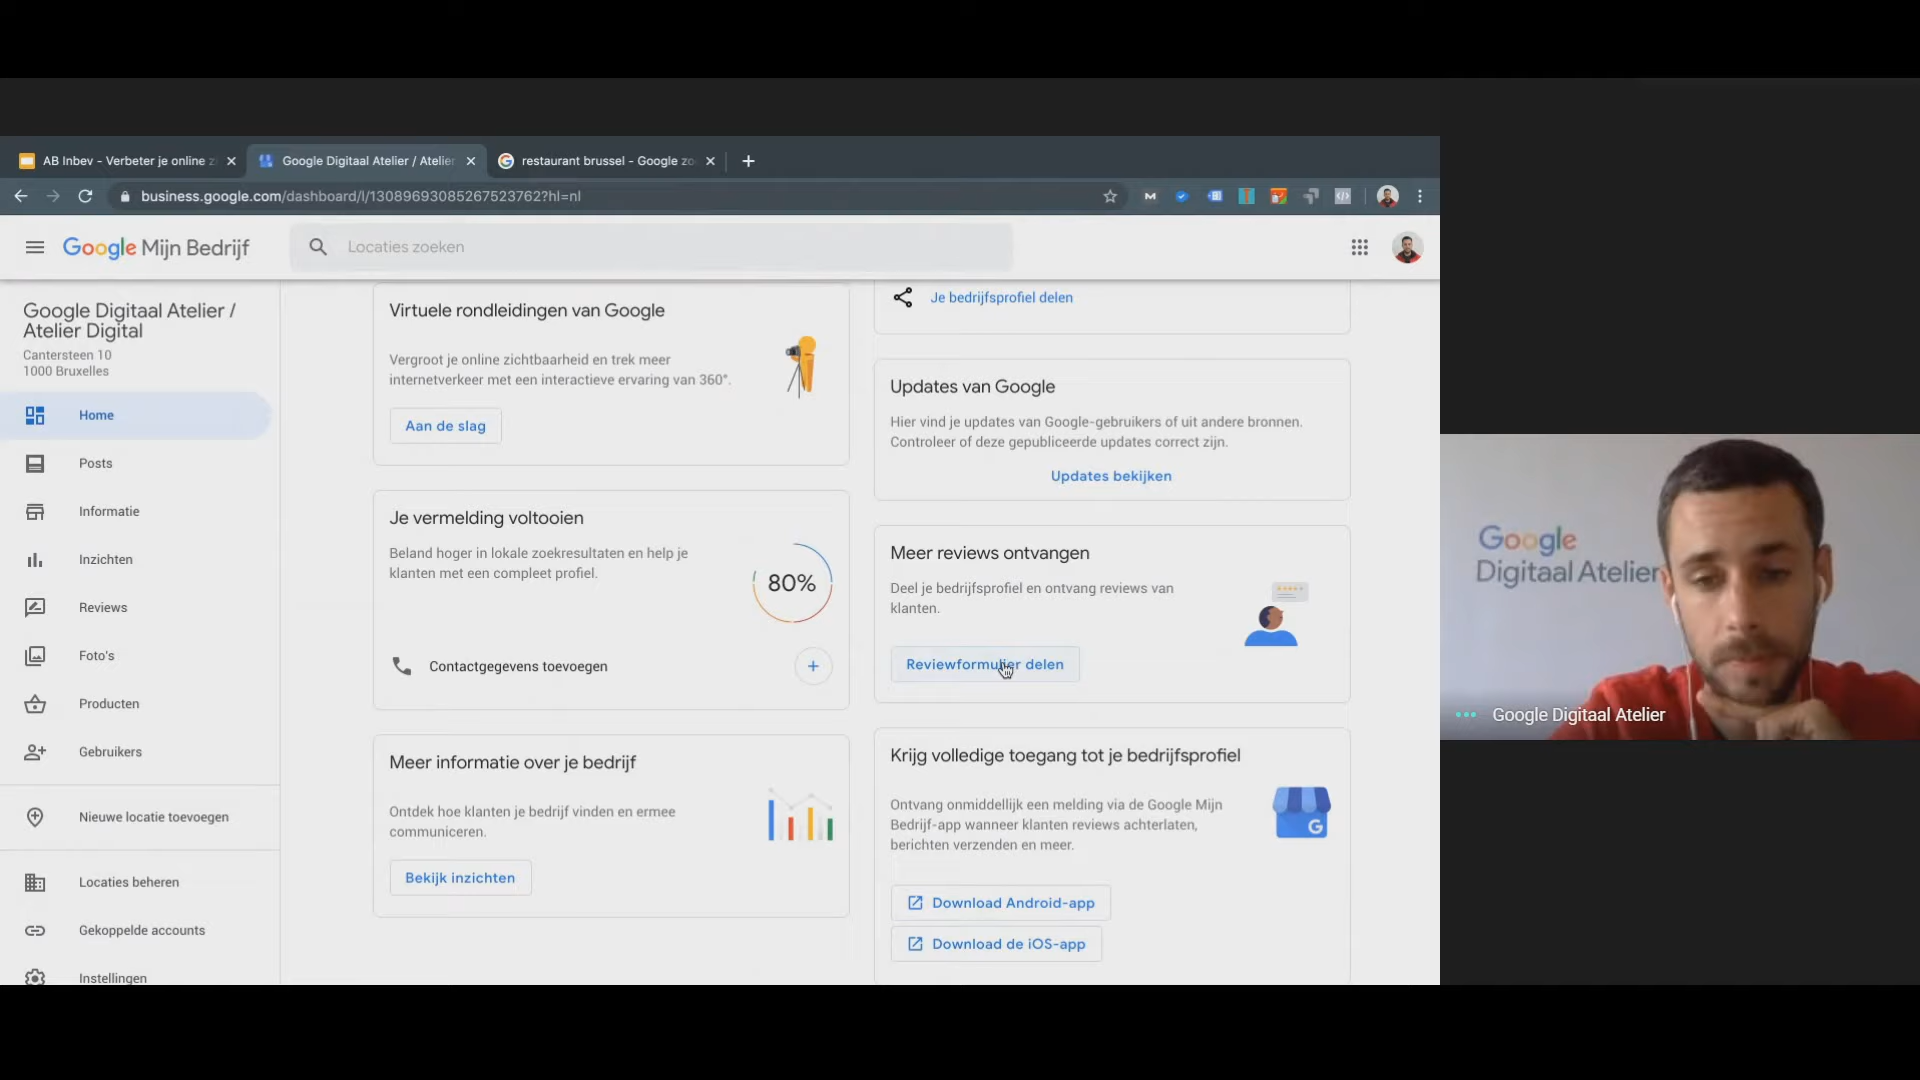 AB Inbev - Verbeter je online z
Google Digitaal Atelier / Atelier
restaurant brussel - Google zo
business.google.com/dashboard/l/13089693085267523762?hl=nl
Google Mijn Bedrijf
Locaties zoeken
Google Digitaal Atelier /
Atelier Digital
Cantersteen 10
1000 Bruxelles
Home
Posts
Informatie
Inzichten
Reviews
Foto's
Producten
Gebruikers
Nieuwe locatie toevoegen
Locaties beheren
Gekoppelde accounts
Instellingen
Virtuele rondleidingen van Google
Vergroot je online zichtbaarheid en trek meer
internetverkeer met een interactieve ervaring van 360°.
Aan de slag
Je vermelding voltooien
Beland hoger in lokale zoekresultaten en help je
klanten met een compleet profiel.
80%
Contactgegevens toevoegen
Meer informatie over je bedrijf
Ontdek hoe klanten je bedrijf vinden en ermee
communiceren.
Bekijk inzichten
Je bedrijfsprofiel delen
Updates van Google
Hier vind je updates van Google-gebruikers of uit andere bronnen.
Controleer of deze gepubliceerde updates correct zijn.
Updates bekijken
Meer reviews ontvangen
Deel je bedrijfsprofiel en ontvang reviews van
klanten.
Reviewformulier delen
Krijg volledige toegang tot je bedrijfsprofiel
Ontvang onmiddellijk een melding via de Google Mijn
Bedrijf-app wanneer klanten reviews achterlaten,
berichten verzenden en meer.
Download Android-app
Download de iOS-app
Google
Digitaal Atelier
Google Digitaal Atelier